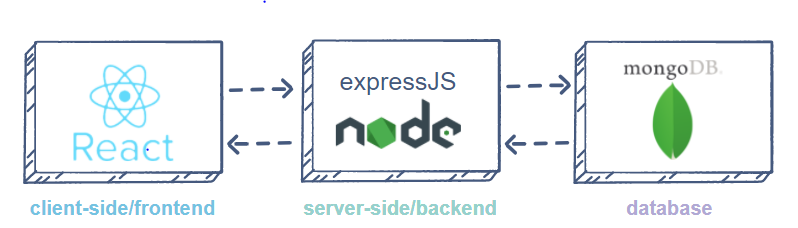 React
expressJS
node
mongoDB.
client-side/frontend
server-side/backend
database